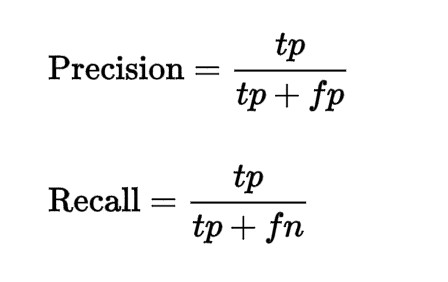 Precision = tp / (tp + fp)
Recall = tp / (tp + fn)